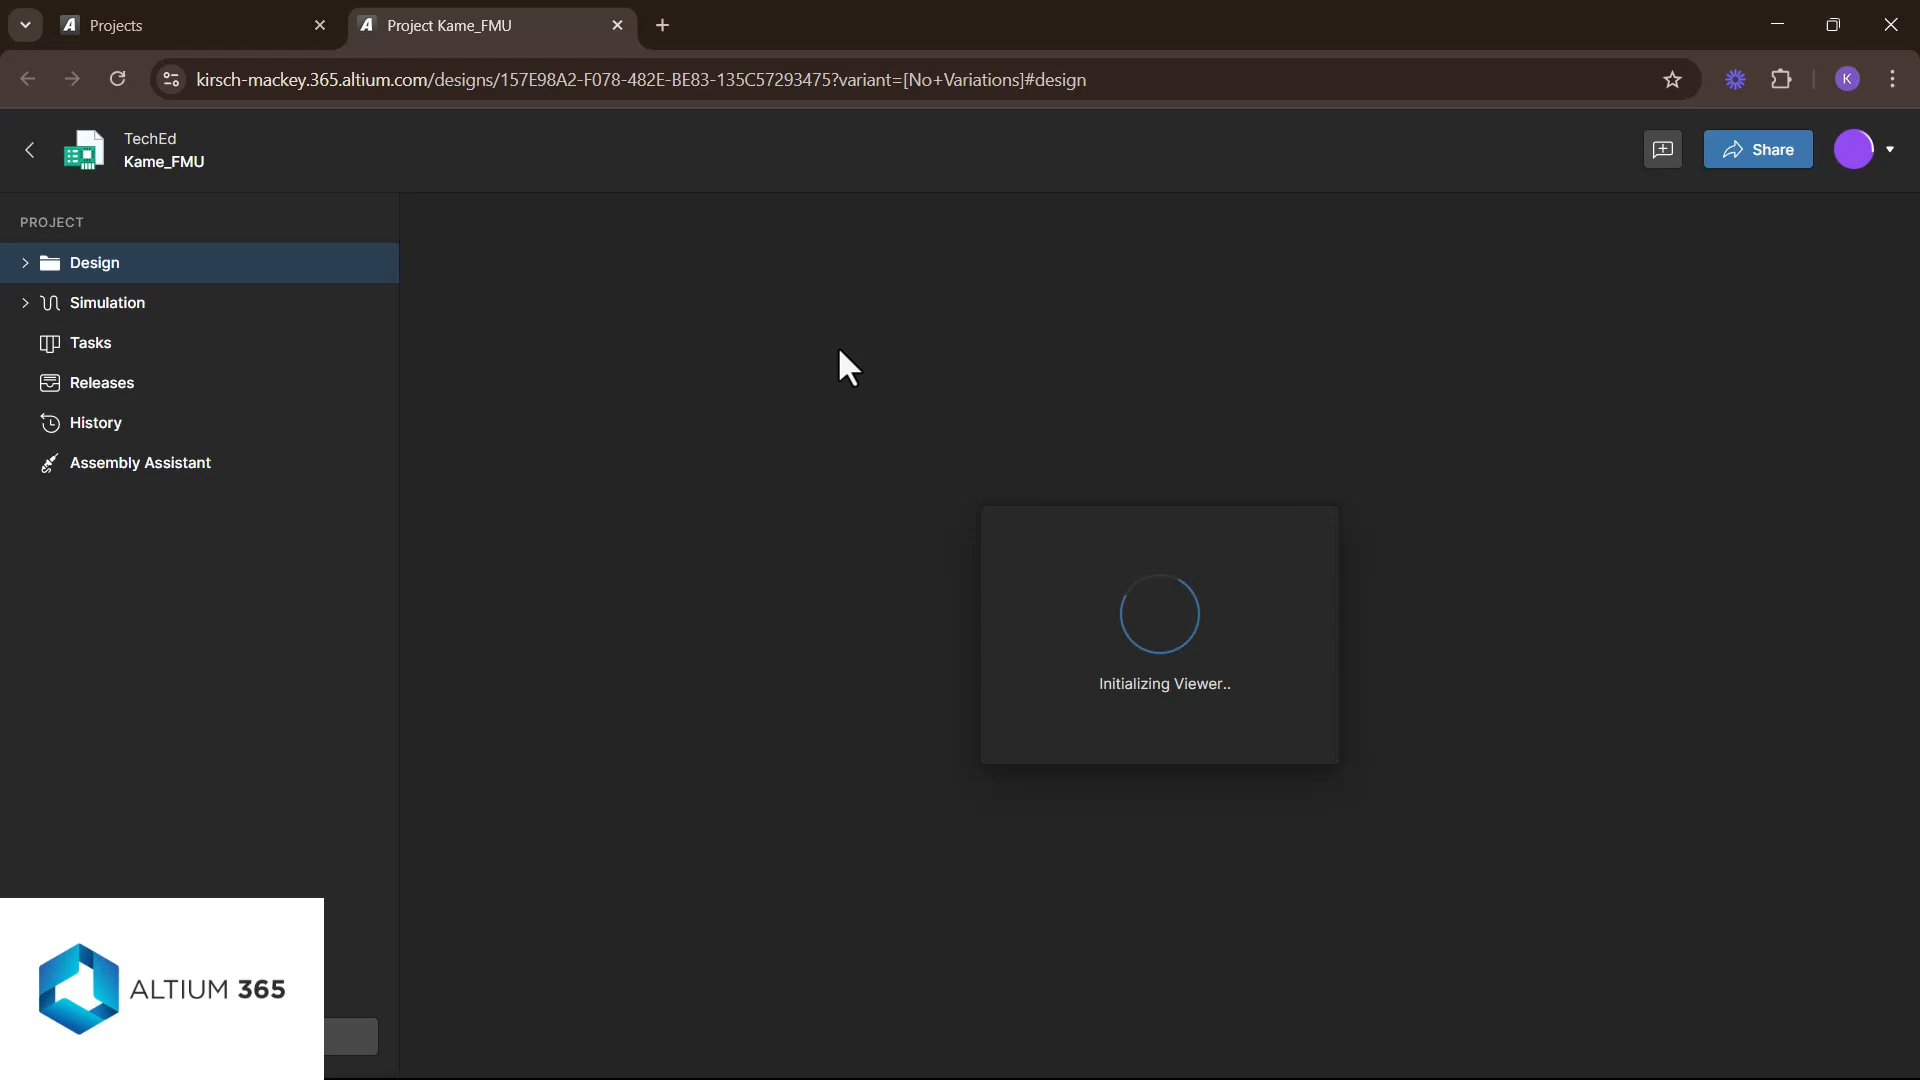 Projects
Project Kame_FMU
kirsch-mackey.365.altium.com/designs/157E98A2-F078-482E-BE83-135C57293475?variant=[No+Variations]#design
K
TechEd
Kame_FMU
Share
PROJECT
Design
Simulation
Tasks
Releases
History
Assembly Assistant
Initializing Viewer..
ALTIUM 365